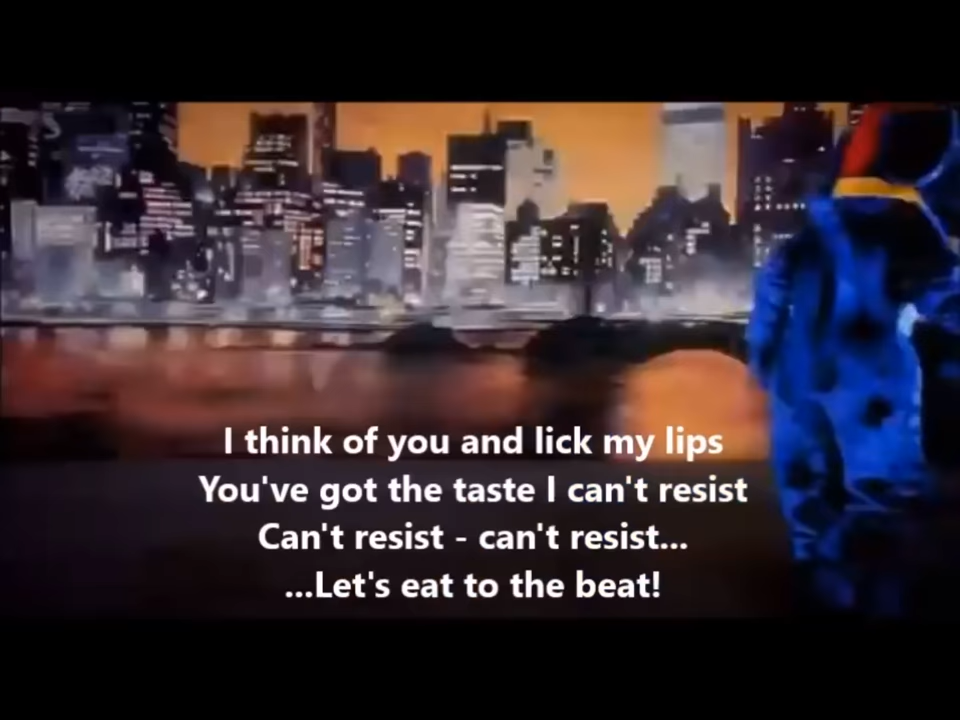 I think of you and lick my lips
You've got the taste I can't resist
Can't resist - can't resist...
...Let's eat to the beat!